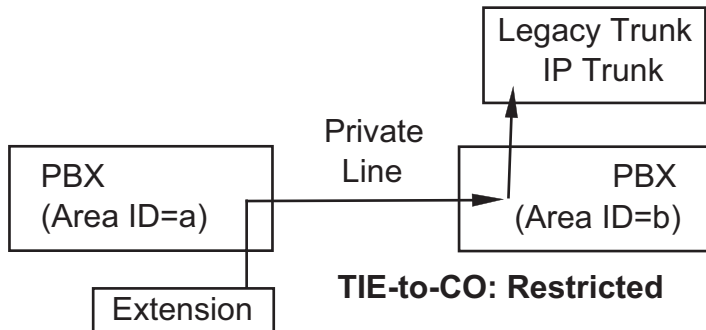 Legacy Trunk
IP Trunk
Private
Line
PBX
(Area ID=a)
PBX
(Area ID=b)
TIE-to-CO: Restricted
Extension